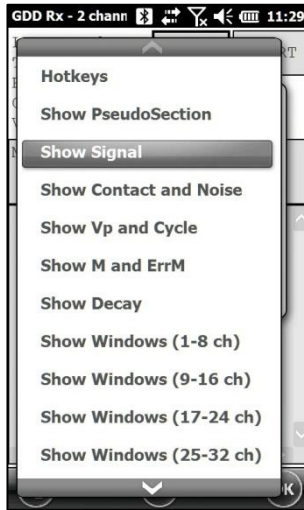 GDD Rx - 2 chann 11:29
Hotkeys
Show PseudoSection
Show Signal
Show Contact and Noise
Show Vp and Cycle
Show M and ErrM
Show Decay
Show Windows (1-8 ch)
Show Windows (9-16 ch)
Show Windows (17-24 ch)
Show Windows (25-32 ch)